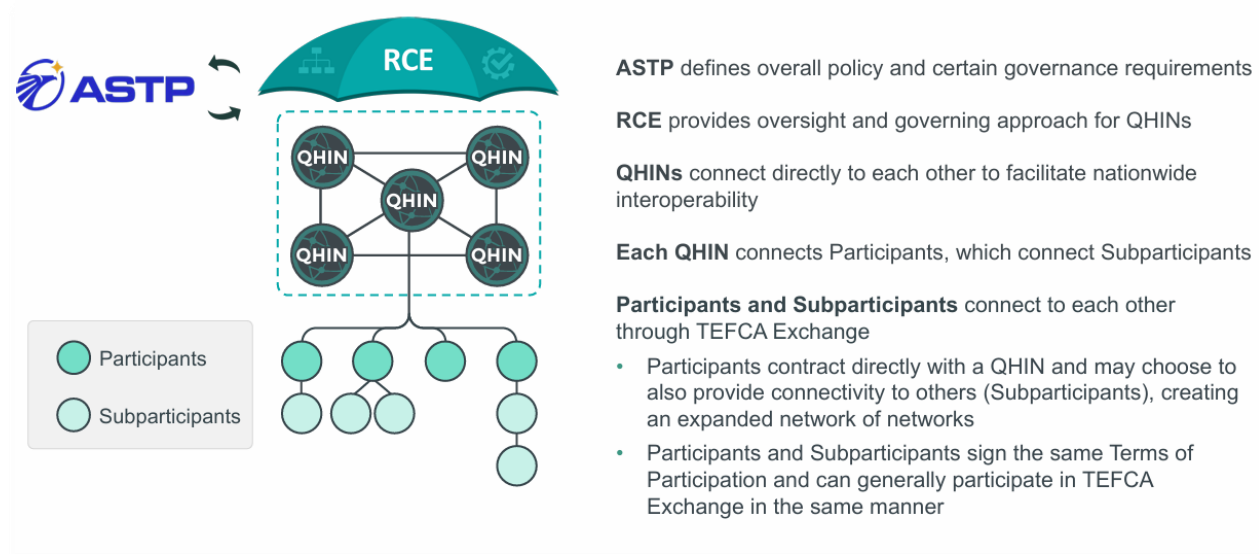 ASTP
RCE
QHIN
QHIN
QHIN
QHIN
QHIN
Participants
Subparticipants
ASTP defines overall policy and certain governance requirements
RCE provides oversight and governing approach for QHINs
QHINs connect directly to each other to facilitate nationwide
interoperability
Each QHIN connects Participants, which connect Subparticipants
Participants and Subparticipants connect to each other
through TEFCA Exchange
• Participants contract directly with a QHIN and may choose to
also provide connectivity to others (Subparticipants), creating
an expanded network of networks
• Participants and Subparticipants sign the same Terms of
Participation and can generally participate in TEFCA
Exchange in the same manner